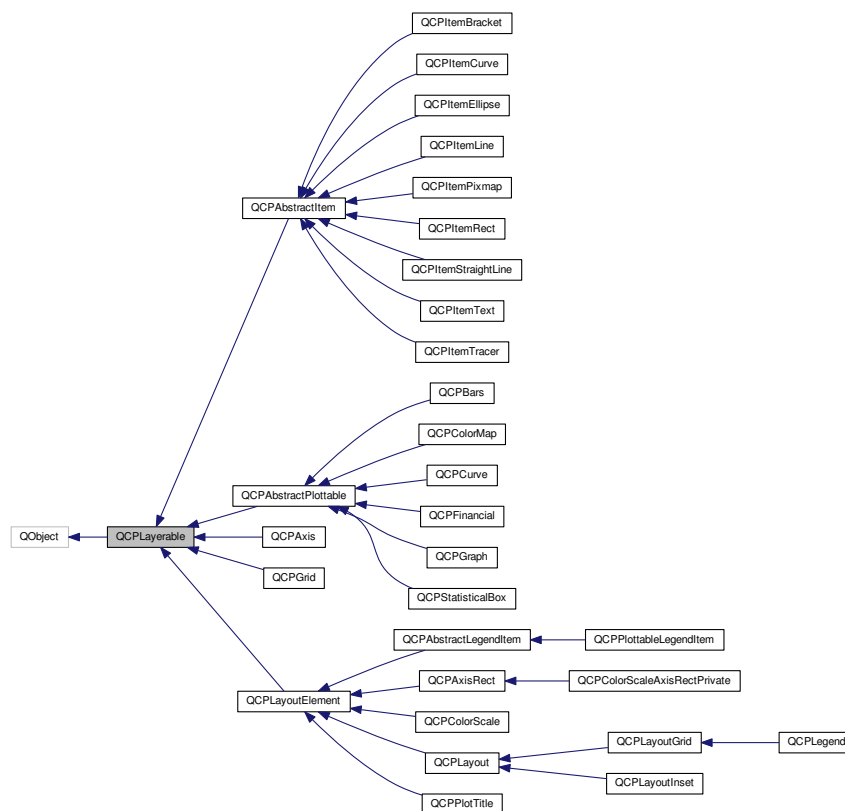 QCPItemBracket
QCPItemCurve
QCPItemEllipse
QCPItemLine
QCPItemPixmap
QCPAbstractItem
QCPItemRect
QCPItemStraightLine
QCPItemText
QCPItemTracer
QCPBars
QCPColorMap
QCPCurve
QCPAbstractPlottable
QCPFinancial
QObject
QCPLayerable
QCPAxis
QCPGraph
QCPGrid
QCPStatisticalBox
QCPAbstractLegendItem
QCPPlottableLegendItem
QCPAxisRect
QCPColorScaleAxisRectPrivate
QCPLayoutElement
QCPColorScale
QCPLayoutGrid
QCPLegend
QCPLayout
QCPLayoutInset
QCPPlotTitle